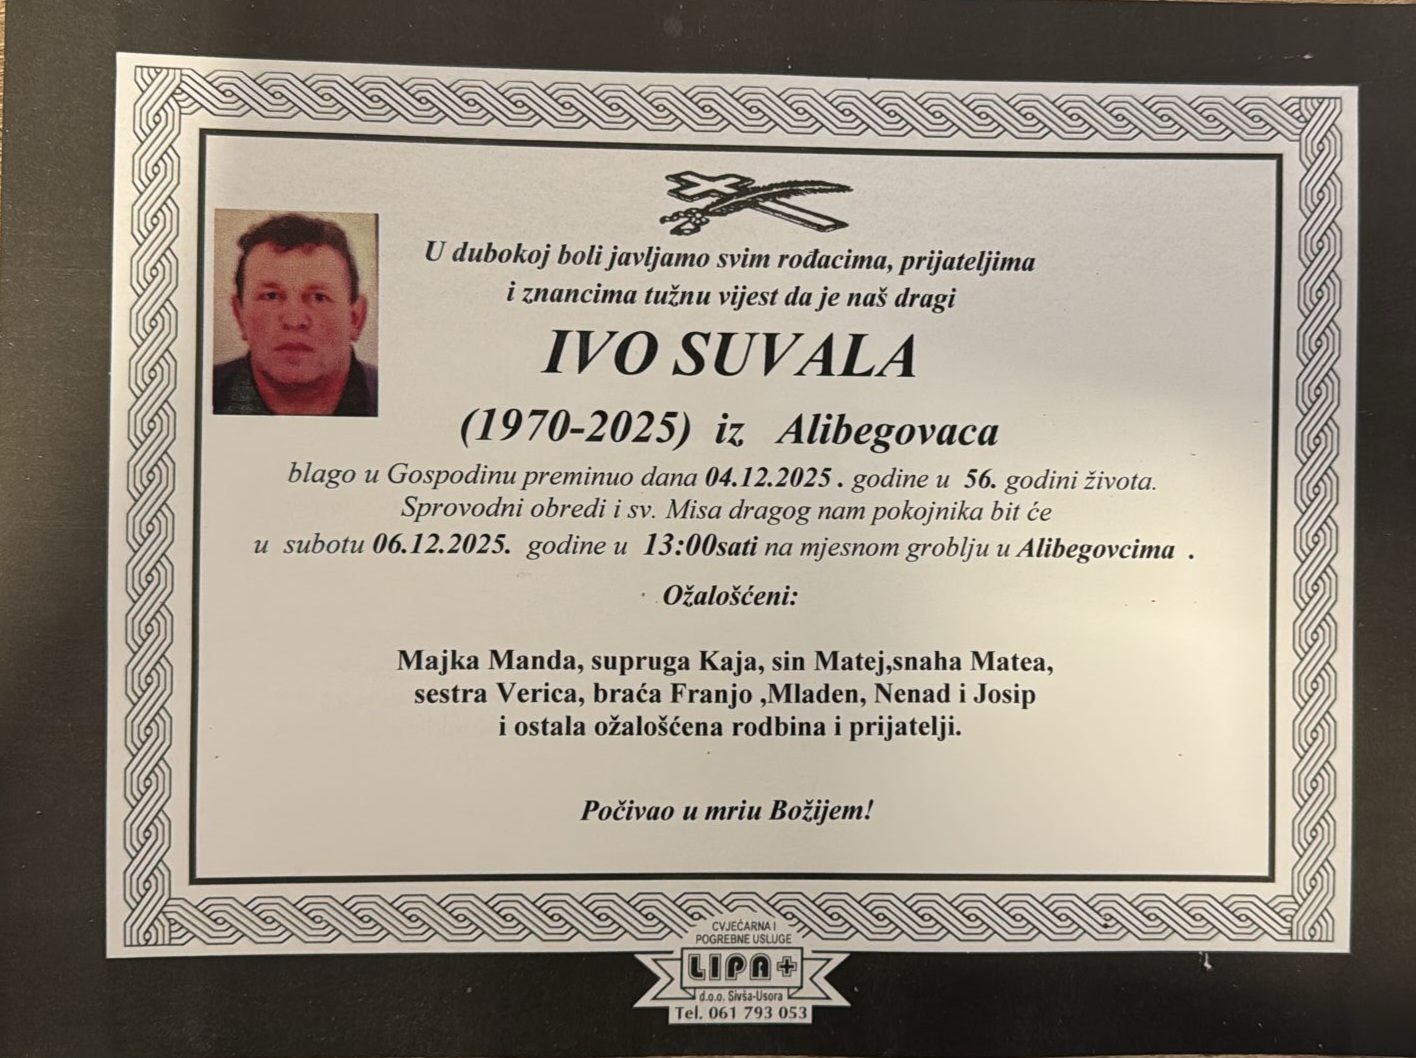 U dubokoj boli javljamo svim rođacima, prijateljima
i znancima tužnu vijest da je naš dragi
IVO SUVALA
(1970-2025) iz Alibegovaca
blago u Gospodinu preminuo dana 04.12.2025 . godine u 56. godini života.
Sprovodni obredi i sv. Misa dragog nam pokojnika bit će
u subotu 06.12.2025. godine u 13:00sati na mjesnom groblju u Alibegovcima .
Ožalošćeni:
Majka Manda, supruga Kaja, sin Matej,snaha Matea,
sestra Verica, braća Franjo ,Mladen, Nenad i Josip
i ostala ožalošćena rodbina i prijatelji.
Počivao u mriu Božijem!
CVJEĆARNA I
POGREBNE USLUGE
LIPA+
d.o.o. Sivša-Usora
Tel. 061 793 053